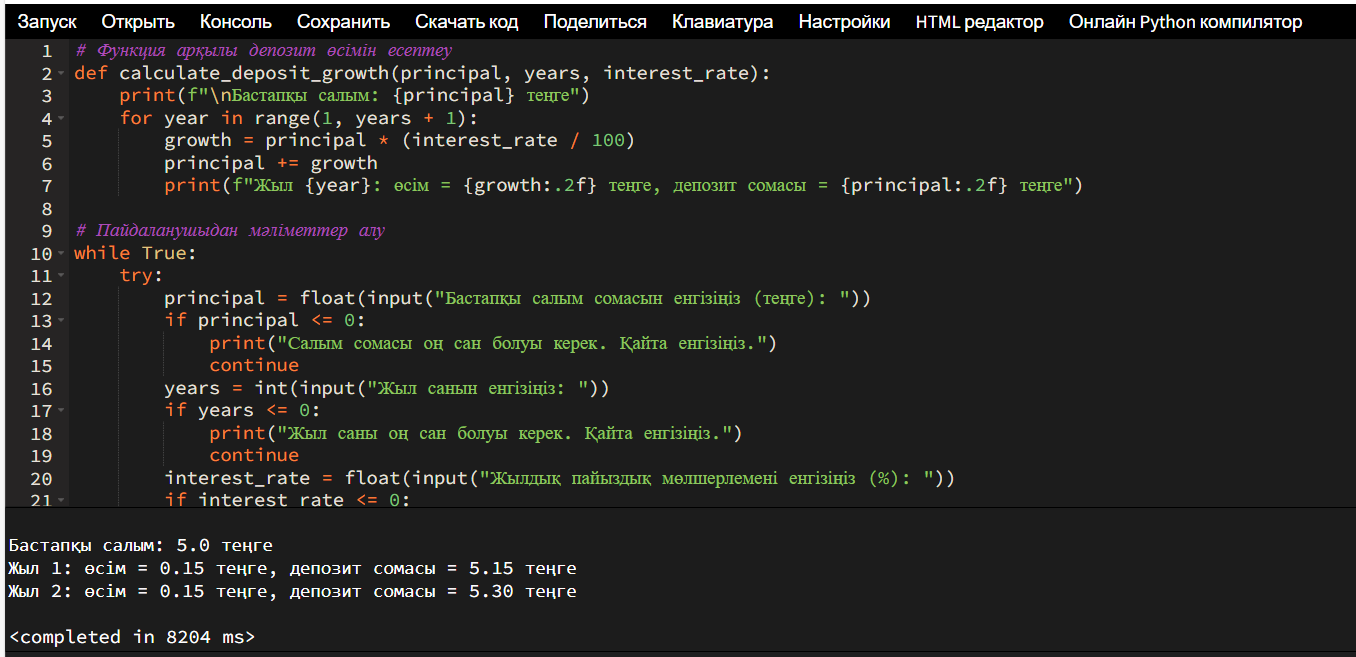 Запуск Открыть Консоль Сохранить Скачать код Поделиться Клавиатура Настройки HTML редактор Онлайн Python компилятор
1 # Функция арқылы депозит өсімін есептеу
2 def calculate_deposit_growth(principal, years, interest_rate):
3     print(f"\nБастапқы салым: {principal} теңге")
4     for year in range(1, years + 1):
5         growth = principal * (interest_rate / 100)
6         principal += growth
7         print(f"Жыл {year}: өсім = {growth:.2f} теңге, депозит сомасы = {principal:.2f} теңге")
8
9 # Пайдаланушыдан мәліметтер алу
10 while True:
11     try:
12         principal = float(input("Бастапқы салым сомасын енгізіңіз (теңге): "))
13         if principal <= 0:
14             print("Салым сомасы оң сан болуы керек. Қайта енгізіңіз.")
15             continue
16         years = int(input("Жыл санын енгізіңіз: "))
17         if years <= 0:
18             print("Жыл саны оң сан болуы керек. Қайта енгізіңіз.")
19             continue
20         interest_rate = float(input("Жылдық пайыздық мөлшерлемені енгізіңіз (%): "))
21         if interest_rate <= 0:
Бастапқы салым: 5.0 теңге
Жыл 1: өсім = 0.15 теңге, депозит сомасы = 5.15 теңге
Жыл 2: өсім = 0.15 теңге, депозит сомасы = 5.30 теңге
<completed in 8204 ms>